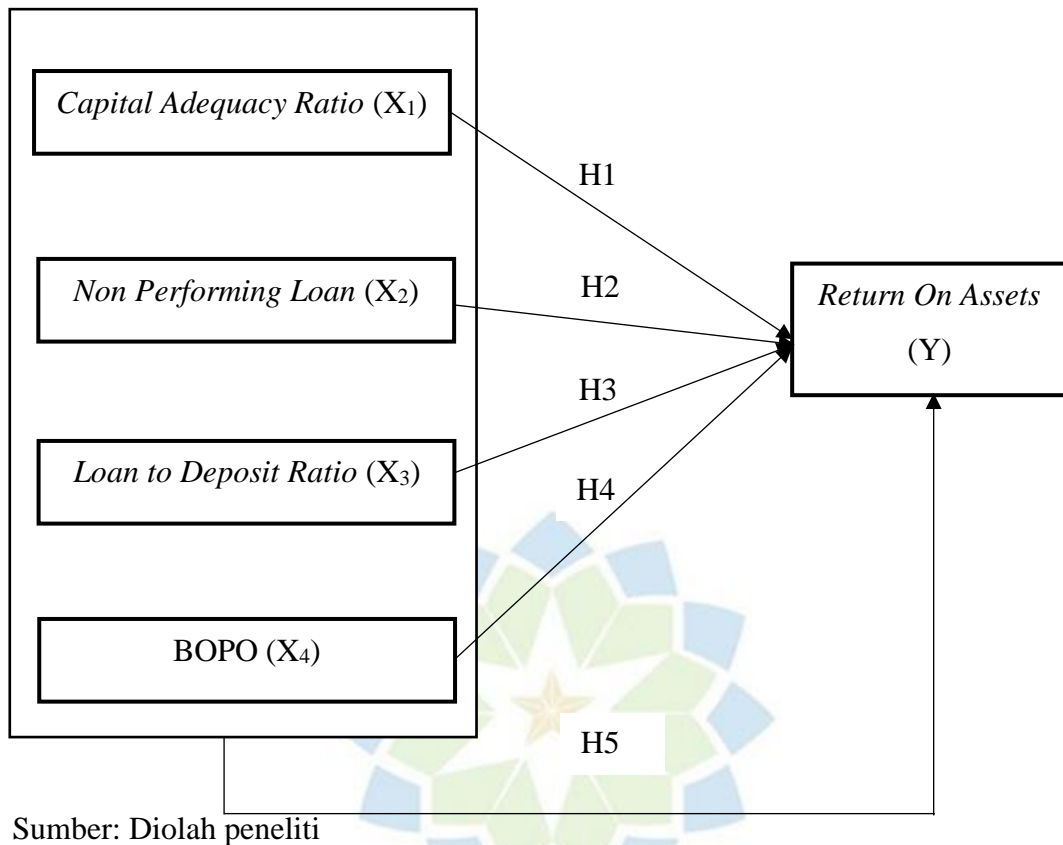 Capital Adequacy Ratio (X₁)
H1
Non Performing Loan (X₂)
H2
Return On Assets
(Y)
H3
Loan to Deposit Ratio (X₃)
H4
BOPO (X₄)
H5
Sumber: Diolah peneliti